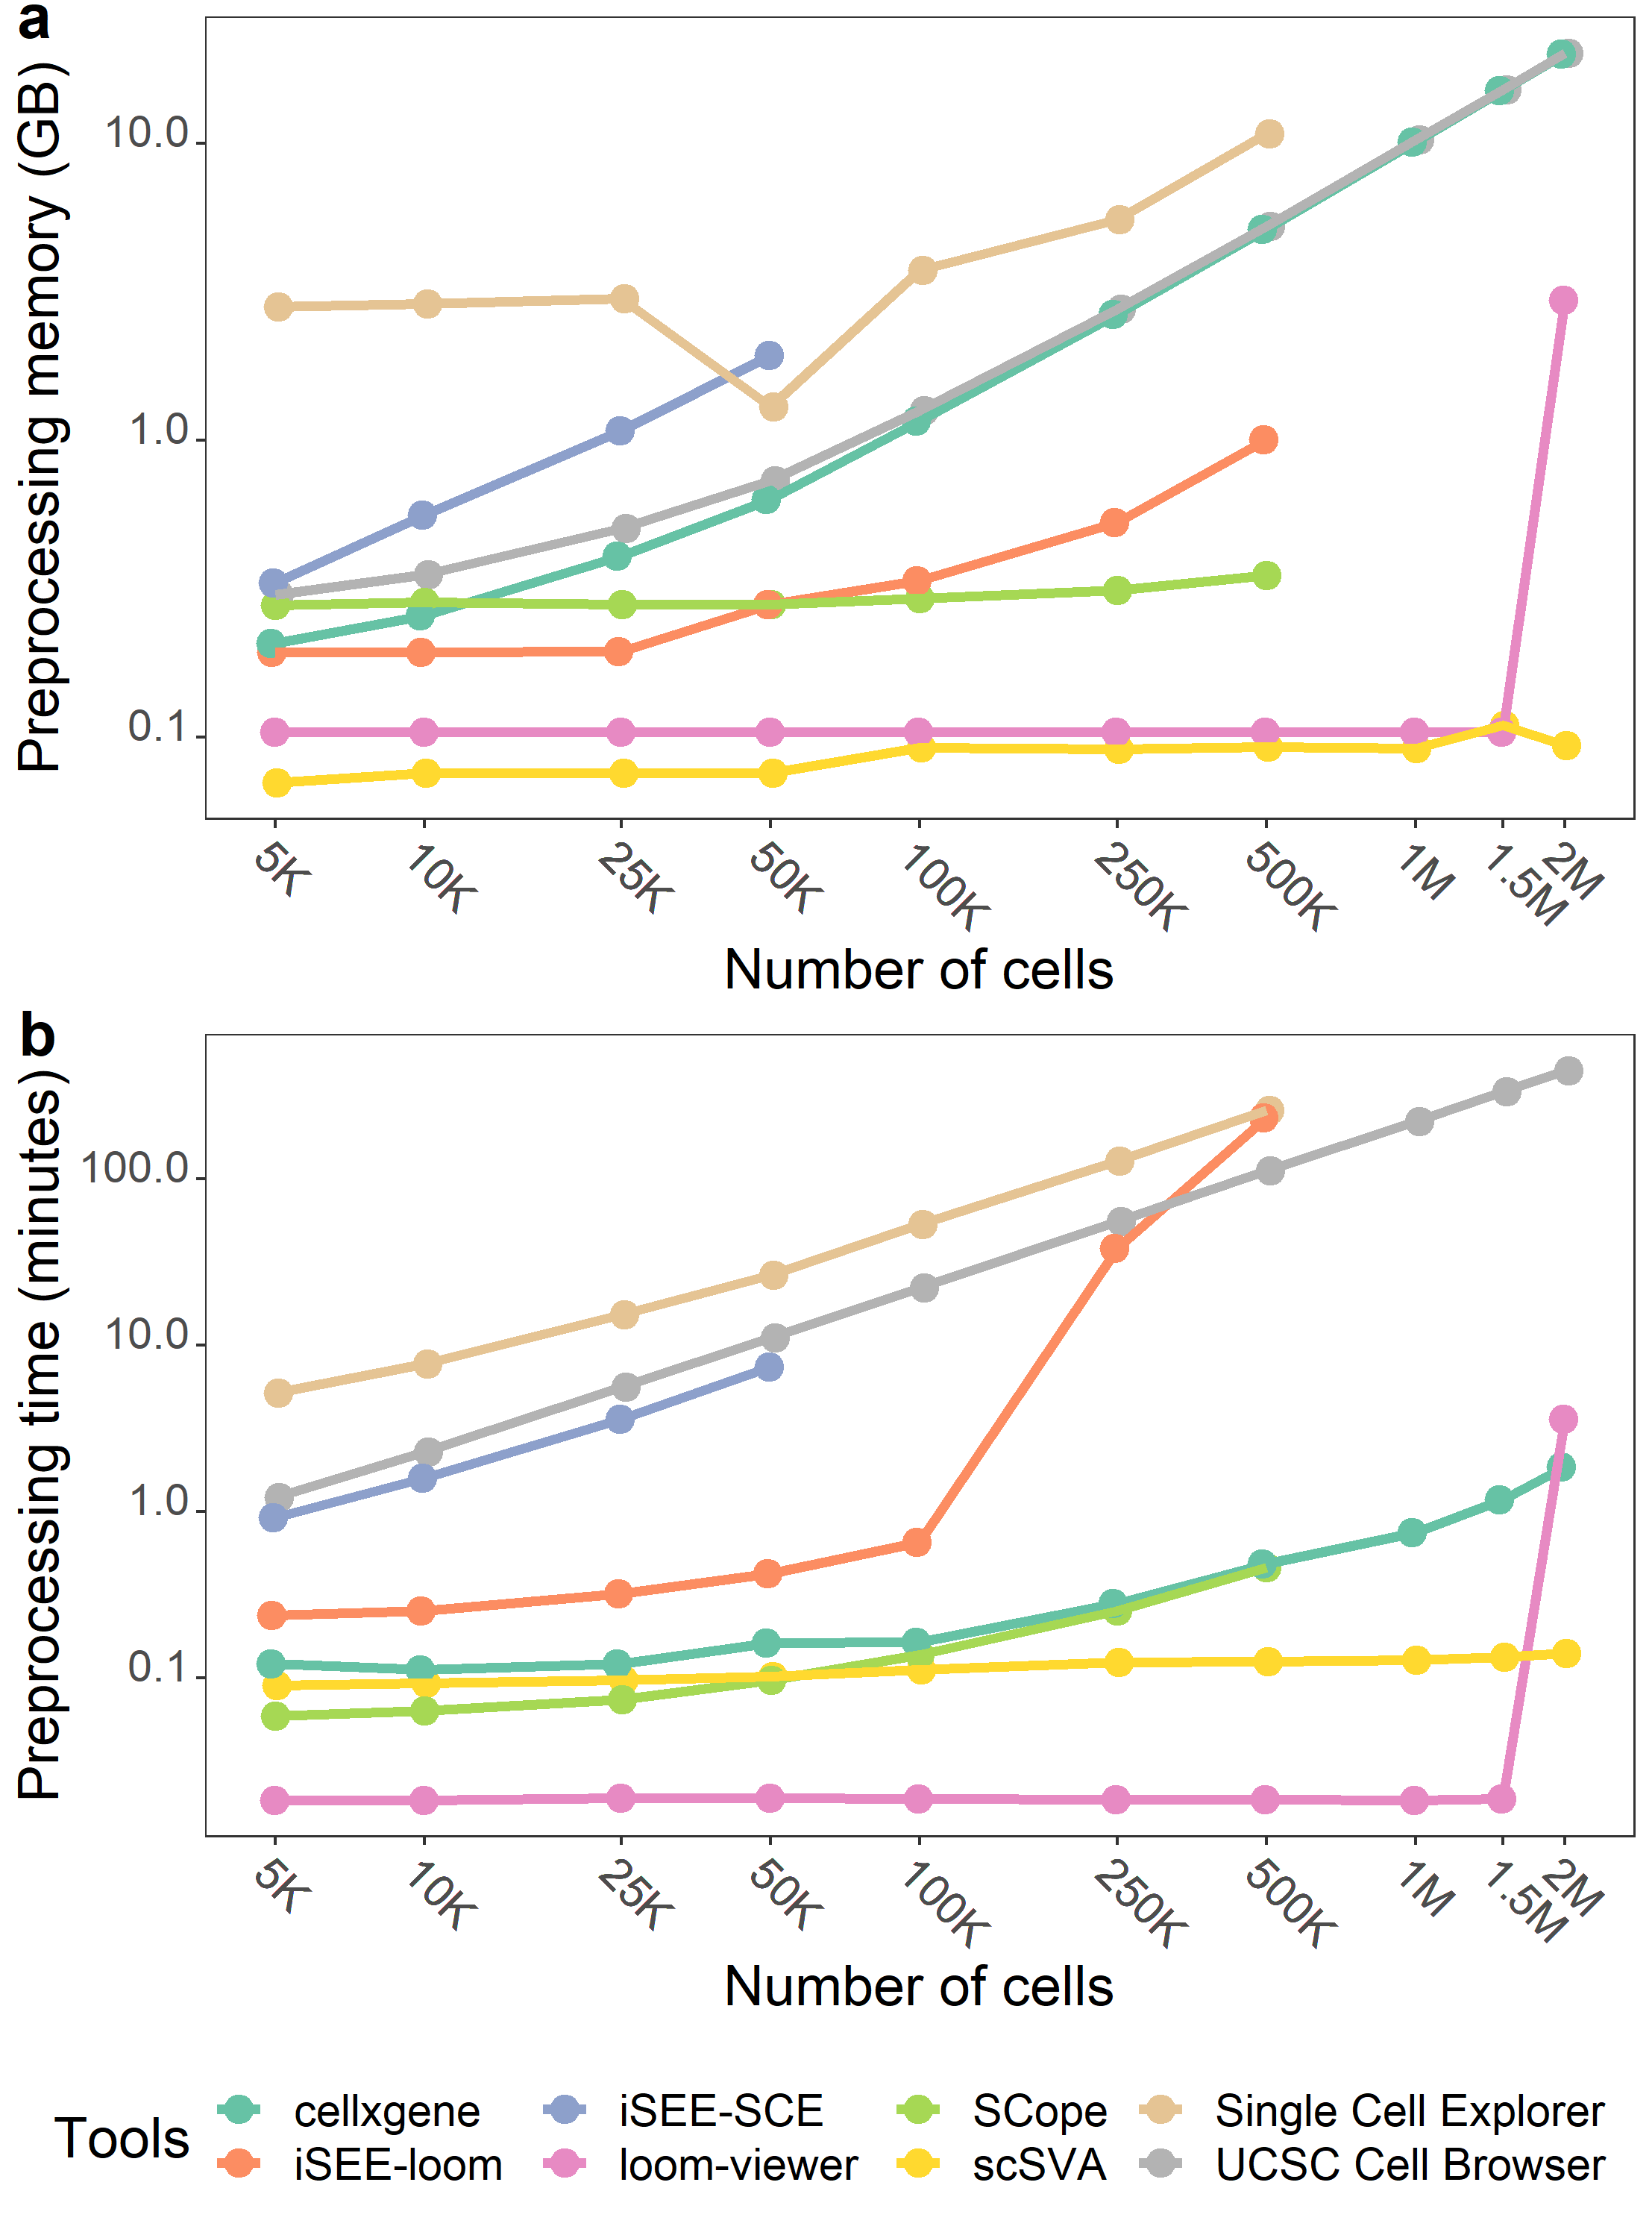 a
Preprocessing memory (GB)
10.0
1.0
0.1
5K 10K 25K 50K 100K 250K 500K 1M 1.5M 2M
Number of cells
b
Preprocessing time (minutes)
100.0
10.0
1.0
0.1
5K 10K 25K 50K 100K 250K 500K 1M 1.5M 2M
Number of cells
Tools
cellxgene iSEE-SCE SCope Single Cell Explorer
iSEE-loom loom-viewer scSVA UCSC Cell Browser